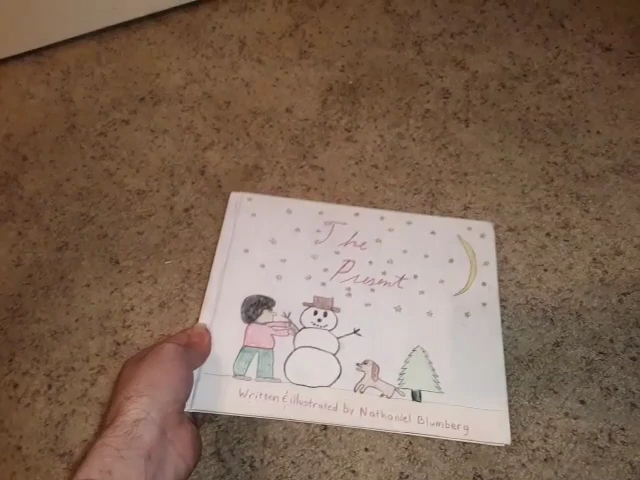 The
Present
Written & illustrated by Nathaniel Blumberg